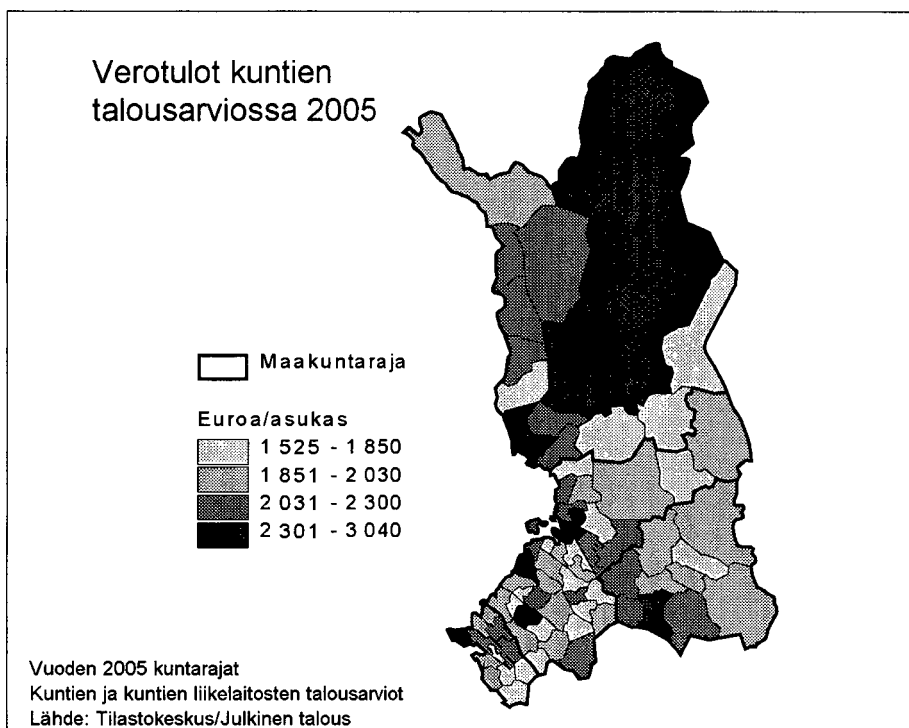 Verotulot kuntien
talousarviossa 2005
Maakuntaraja
Euroa/asukas
1 525 - 1 850
1 851 - 2 030
2 031 - 2 300
2 301 - 3 040
Vuoden 2005 kuntarajat
Kuntien ja kuntien liikelaitosten talousarviot
Lähde: Tilastokeskus/Julkinen talous